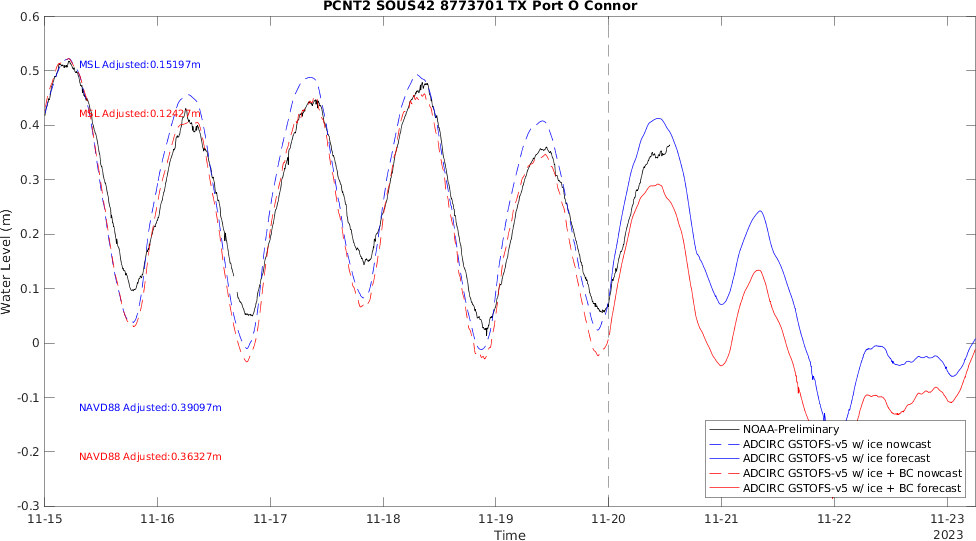 PCNT2 SOUS42 8773701 TX Port O Connor
0.6
0.5
0.4
0.3
0.2
0.1
0
-0.1
-0.2
-0.3
Water Level (m)
MSL Adjusted:0.15197m
MSL Adjusted:0.12427m
NAVD88 Adjusted:0.39097m
NAVD88 Adjusted:0.36327m
NOAA-Preliminary
ADCIRC GSTOFS-v5 w/ ice nowcast
ADCIRC GSTOFS-v5 w/ ice forecast
ADCIRC GSTOFS-v5 w/ ice + BC nowcast
ADCIRC GSTOFS-v5 w/ ice + BC forecast
11-15 11-16 11-17 11-18 11-19 11-20 11-21 11-22 11-23
Time
2023